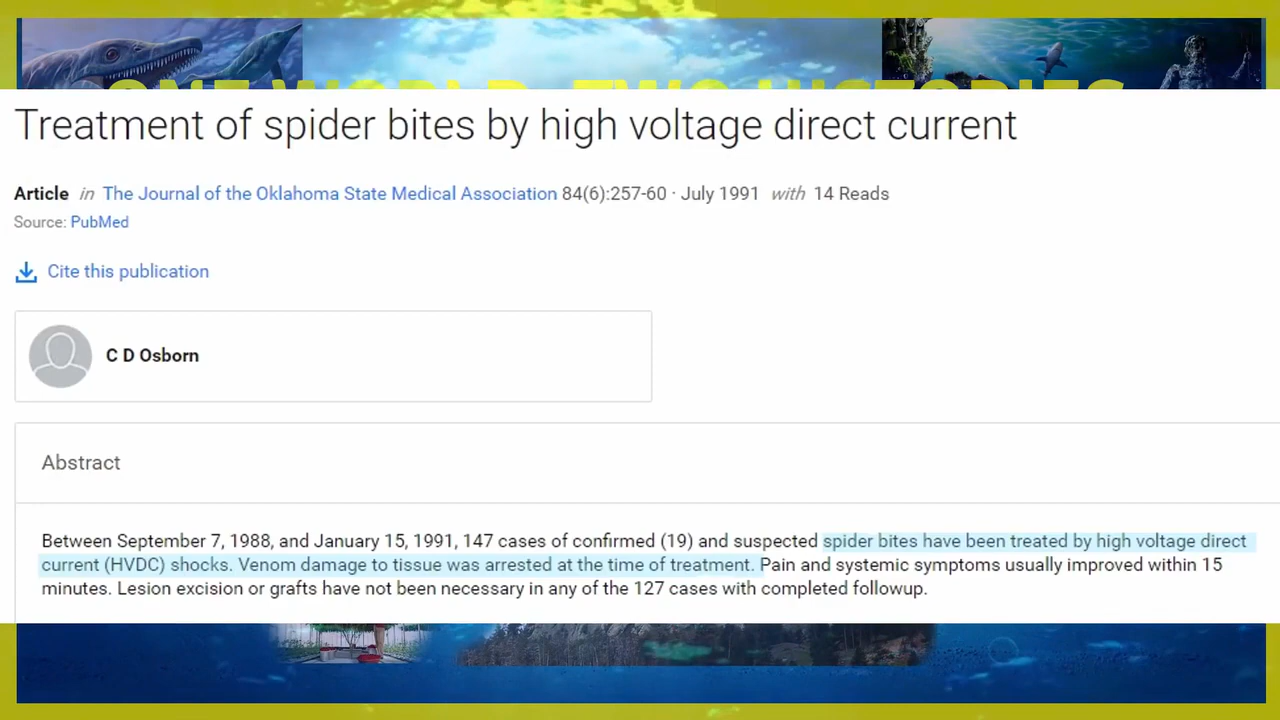 Treatment of spider bites by high voltage direct current
Article in The Journal of the Oklahoma State Medical Association 84(6):257-60 · July 1991 with 14 Reads
Source: PubMed
Cite this publication
C D Osborn
Abstract
Between September 7, 1988, and January 15, 1991, 147 cases of confirmed (19) and suspected spider bites have been treated by high voltage direct
current (HVDC) shocks. Venom damage to tissue was arrested at the time of treatment. Pain and systemic symptoms usually improved within 15
minutes. Lesion excision or grafts have not been necessary in any of the 127 cases with completed followup.